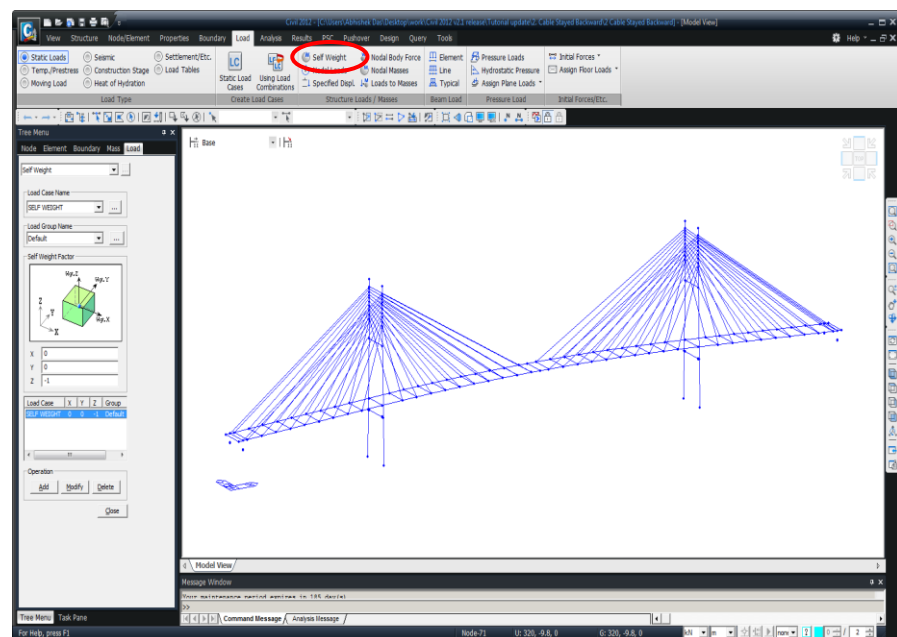 Civil 2012 - [C:\Users\Abhishek Das\Desktop\work\Civil 2012 v2.1 release\Tutorial update\2. Cable Stayed Backward\2 Cable Stayed Backward] - [Model View]
View Structure Node/Element Properties Boundary Load Analysis Results PSC Pushover Design Query Tools Help
Static Loads Seismic Settlement/Etc.
Temp./Prestress Construction Stage Load Tables
Moving Load Heat of Hydration
Load Type
Static Load Cases
Using Load Combinations
Create Load Cases
Self Weight Nodal Body Force
Nodal Loads Nodal Masses
Specified Displ. Loads to Masses
Structure Loads / Masses
Element
Line
Typical
Beam Load
Pressure Loads
Hydrostatic Pressure
Assign Plane Loads
Pressure Load
Initial Forces
Assign Floor Loads
Initial Forces/Etc.
Tree Menu
Node Element Boundary Mass Load
Self Weight
Load Case Name
SELF WEIGHT
Load Group Name
Default
Self Weight Factor
Wgp.Z
Wgp.Y
Wgp.X
Z
Y
X
X 0
Y 0
Z -1
Load Case X Y Z Group
SELF WEIGHT 0 0 -1 Default
Operation
Add Modify Delete
Close
Base
TOP
Model View
Message Window
Your maintenance period expires in 185 day(s)
>>
Command Message Analysis Message
Tree Menu Task Pane
For Help, press F1
Node-71 U: 320, -9.8, 0 G: 320, -9.8, 0 kN m non 2